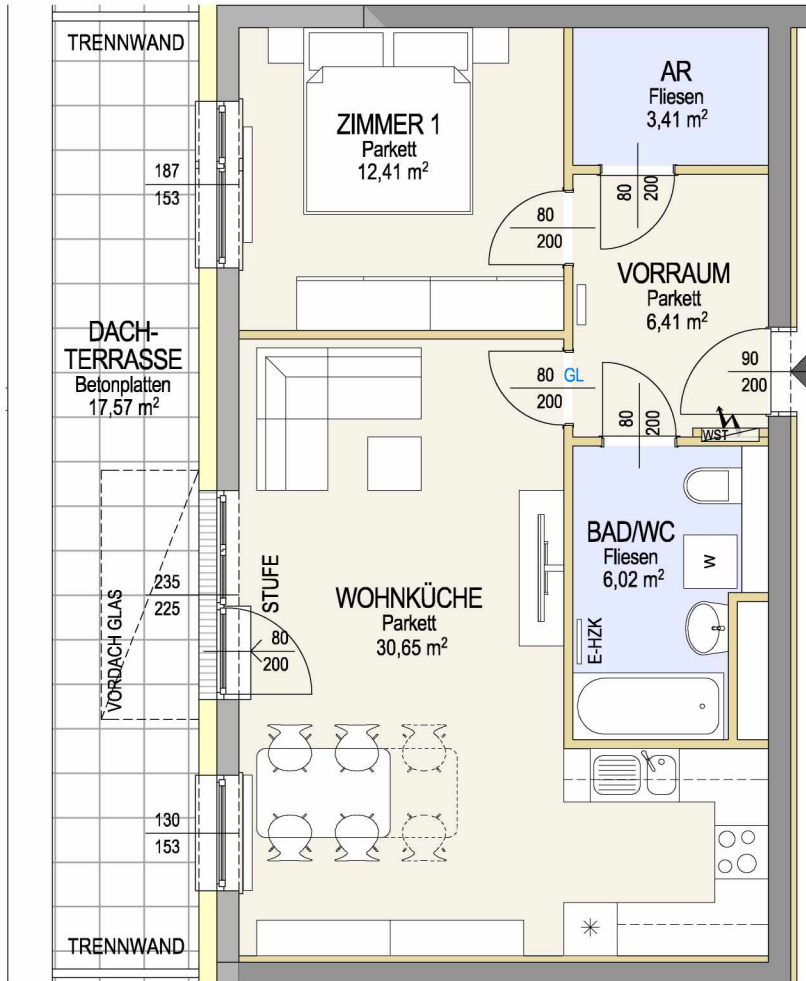 TRENNWAND
ZIMMER 1
Parkett
12,41 m²
AR
Fliesen
3,41 m²
187
153
80
200
80
200
VORRAUM
Parkett
6,41 m²
DACH-
TERRASSE
Betonplatten
17,57 m²
80 GL
200
90
200
80
200
WST
BAD/WC
Fliesen
6,02 m²
W
E-HZK
VORDACH GLAS
235
225
STUFE
80
200
WOHNKÜCHE
Parkett
30,65 m²
130
153
TRENNWAND